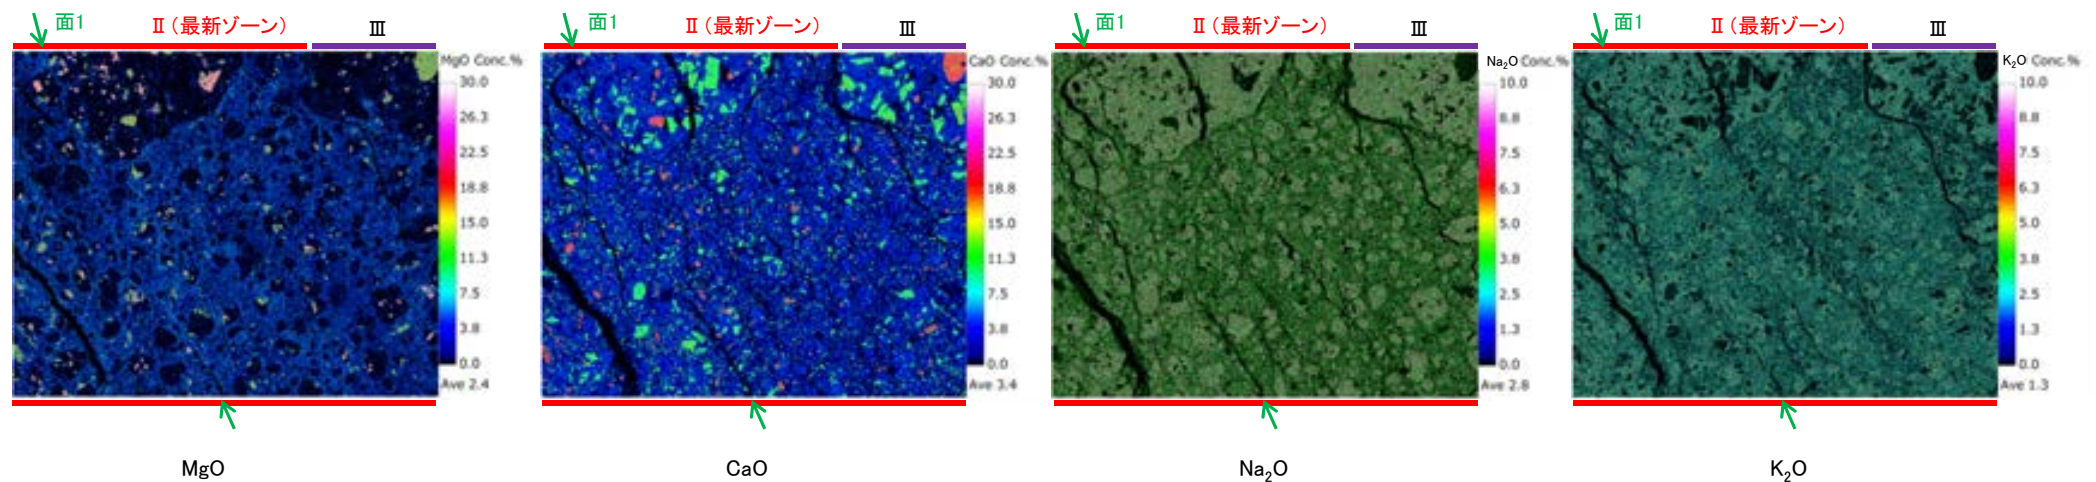 面1 Ⅱ（最新ゾーン） Ⅲ
MgO Conc.%
30.0
26.3
22.5
18.8
15.0
11.3
7.5
3.8
0.0
Ave 2.4
MgO
面1 Ⅱ（最新ゾーン） Ⅲ
CaO Conc.%
30.0
26.3
22.5
18.8
15.0
11.3
7.5
3.8
0.0
Ave 3.4
CaO
面1 Ⅱ（最新ゾーン） Ⅲ
Na₂O Conc.%
10.0
8.8
7.5
6.3
5.0
3.8
2.5
1.3
0.0
Ave 2.8
Na₂O
面1 Ⅱ（最新ゾーン） Ⅲ
K₂O Conc.%
10.0
8.8
7.5
6.3
5.0
3.8
2.5
1.3
0.0
Ave 1.3
K₂O